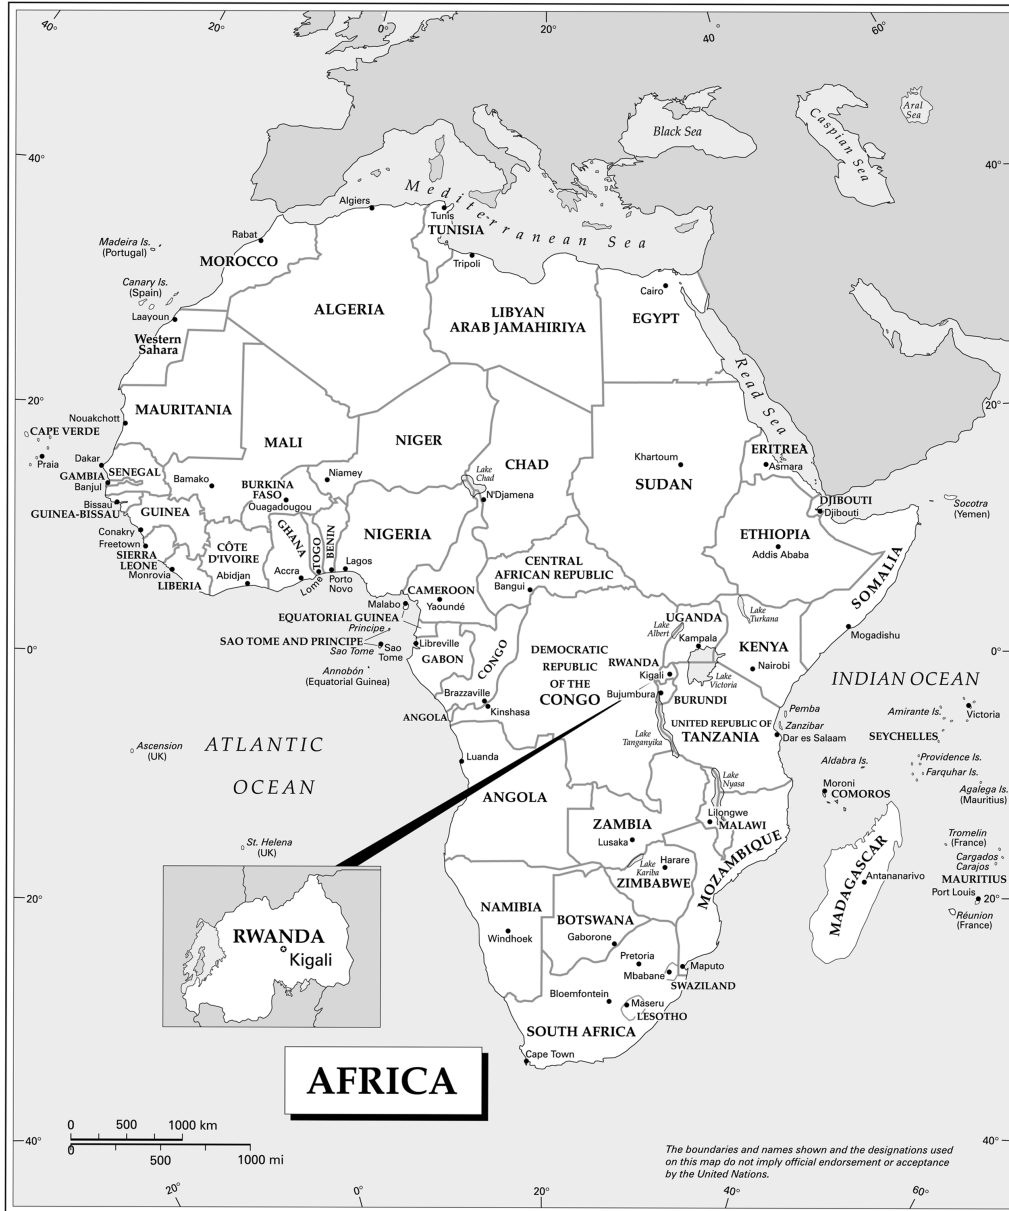 40°
20°
0°
20°
40
60°
Aral
Sea
Black Sea
Caspian Sea
40°
40°
Mediterranean Sea
Algiers
Tunis
TUNISIA
Rabat
Madeira Is.
(Portugal)
MOROCCO
Tripoli
Canary Is.
(Spain)
Cairo
ALGERIA
LIBYAN
ARAB JAMAHIRIYA
EGYPT
Laayoun
Western
Sahara
Read Sea
20°
20°
MAURITANIA
Nouakchott
CAPE VERDE
MALI
NIGER
CHAD
ERITREA
Khartoum
Asmara
Praia
Dakar
SENEGAL
GAMBIA
Banjul
Bamako
Niamey
Lake
Chad
SUDAN
BURKINA
FASO
Ouagadougou
N'Djamena
DJIBOUTI
Djibouti
Socotra
(Yemen)
Bissau
GUINEA-BISSAU
GUINEA
NIGERIA
ETHIOPIA
Addis Ababa
Conakry
Freetown
SIERRA
LEONE
Monrovia
LIBERIA
CÔTE
D'IVOIRE
Abidjan
GHANA
Accra
TOGO
Lome
BENIN
Porto
Novo
Lagos
CENTRAL
AFRICAN REPUBLIC
Bangui
SOMALIA
CAMEROON
Yaoundé
Malabo
EQUATORIAL GUINEA
Principe
SAO TOME AND PRINCIPE
Sao Tome
Sao
Tome
Libreville
GABON
CONGO
Lake
Turkana
UGANDA
Lake
Albert
Kampala
KENYA
Mogadishu
0°
0°
DEMOCRATIC
REPUBLIC
OF THE
CONGO
RWANDA
Kigali
Nairobi
Lake
Victoria
INDIAN OCEAN
Annobón
(Equatorial Guinea)
Bujumbura
BURUNDI
Brazzaville
Kinshasa
ANGOLA
Pemba
Zanzibar
Dar es Salaam
UNITED REPUBLIC OF
TANZANIA
Lake
Tanganyika
Amirante Is.
Victoria
SEYCHELLES
ATLANTIC
OCEAN
Ascension
(UK)
Luanda
Aldabra Is.
Providence Is.
Farquhar Is.
Agalega Is.
(Mauritius)
Lake
Nyasa
Moroni
COMOROS
ANGOLA
Lilongwe
MALAWI
ZAMBIA
Lusaka
MOZAMBIQUE
Tromelin
(France)
St. Helena
(UK)
Lake
Kariba
Harare
ZIMBABWE
MADAGASCAR
Antananarivo
Cargados
Carajos
MAURITIUS
Port Louis
20°
20°
Réunion
(France)
NAMIBIA
Windhoek
BOTSWANA
Gaborone
RWANDA
Kigali
Pretoria
Mbabane
Maputo
SWAZILAND
Bloemfontein
Maseru
LESOTHO
SOUTH AFRICA
Cape Town
AFRICA
0 500 1000 km
0 500 1000 mi
40°
40°
The boundaries and names shown and the designations used
on this map do not imply official endorsement or acceptance
by the United Nations.
20°
0°
20°
40°
60°